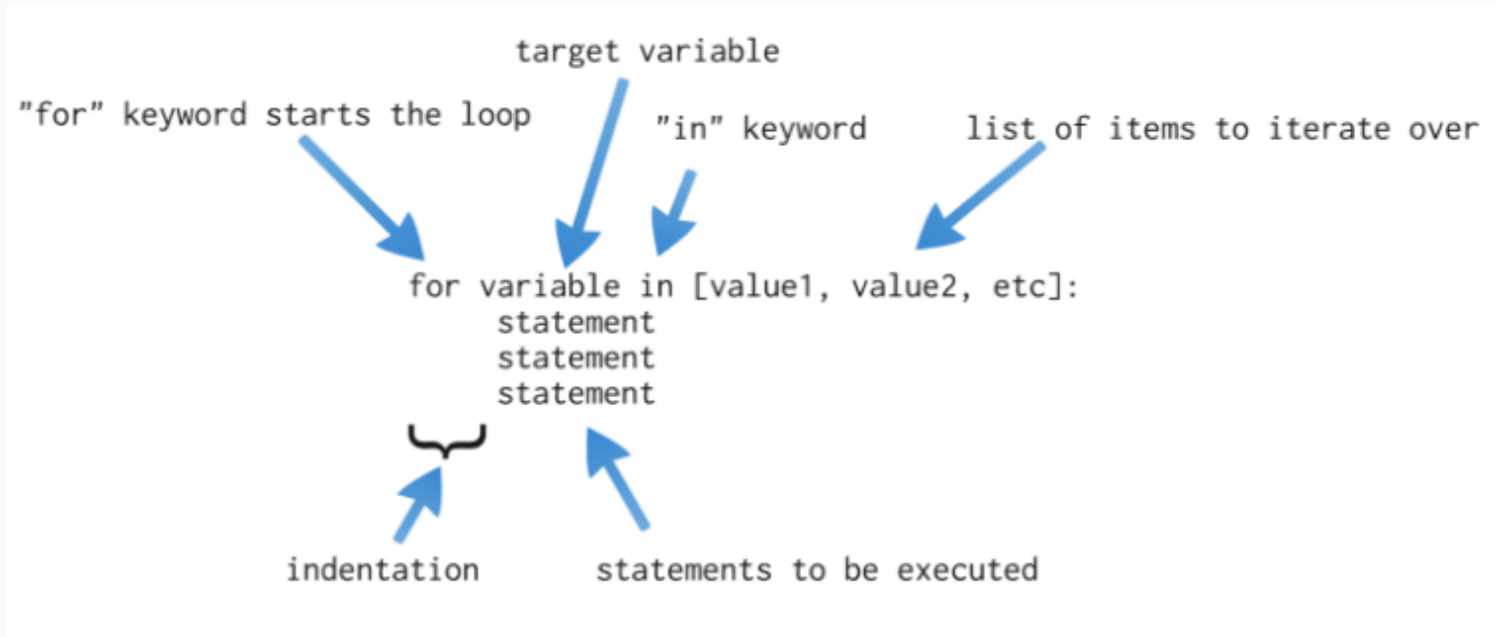 target variable
"for" keyword starts the loop
"in" keyword
list of items to iterate over
for variable in [value1, value2, etc]:
statement
statement
statement
indentation
statements to be executed